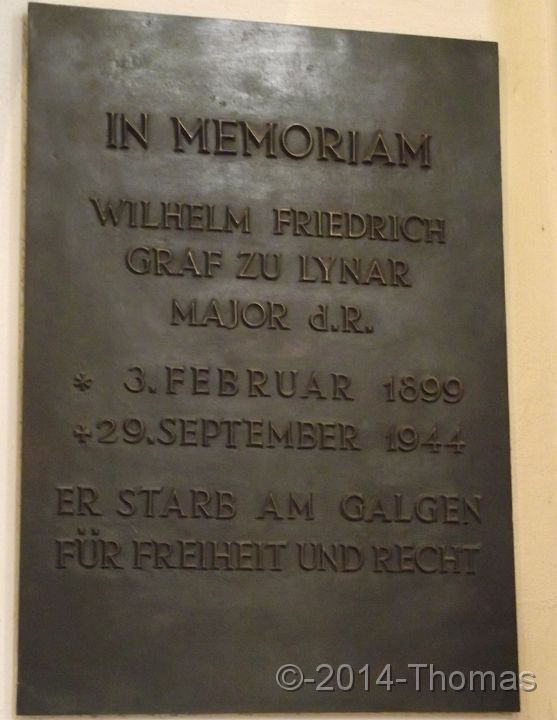 IN MEMORIAM
WILHELM FRIEDRICH
GRAF ZU LYNAR
MAJOR d.R.
* 3. FEBRUAR 1899
✠ 29. SEPTEMBER 1944
ER STARB AM GALGEN
FÜR FREIHEIT UND RECHT
©-2014-Thomas